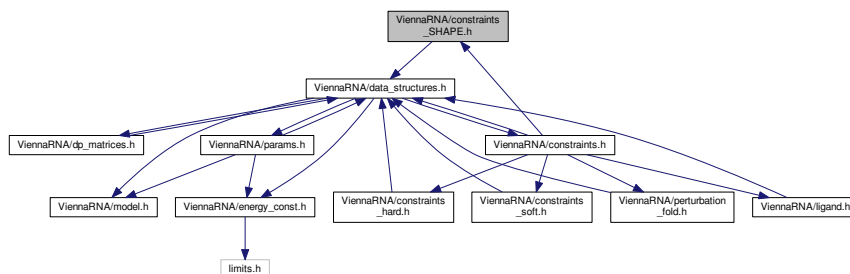 ViennaRNA/constraints
_SHAPE.h
ViennaRNA/data_structures.h
ViennaRNA/dp_matrices.h
ViennaRNA/params.h
ViennaRNA/constraints.h
ViennaRNA/model.h
ViennaRNA/energy_const.h
ViennaRNA/constraints
_hard.h
ViennaRNA/constraints
_soft.h
ViennaRNA/perturbation
_fold.h
ViennaRNA/ligand.h
limits.h